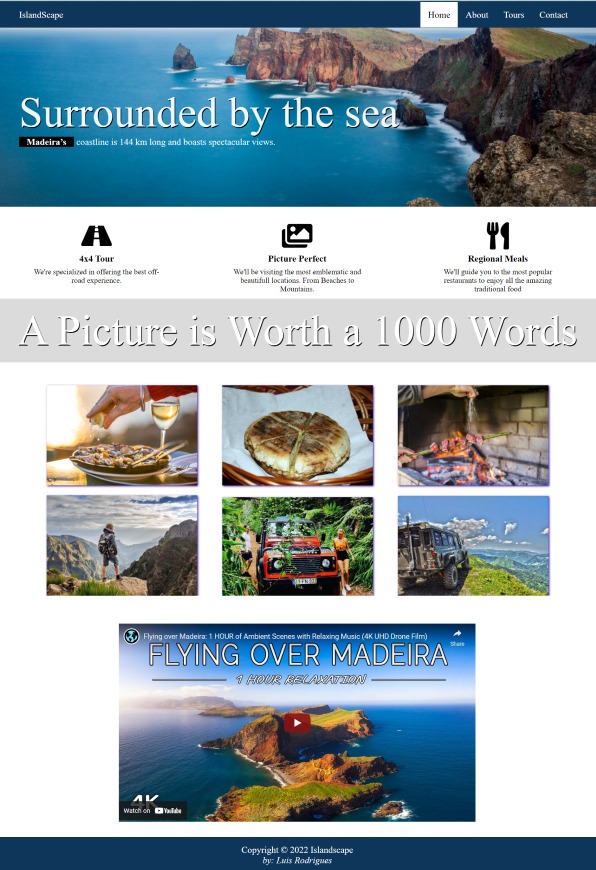 IslandScape
Home About Tours Contact
Surrounded by the sea
Madeira's coastline is 144 km long and boasts spectacular views.
4x4 Tour
We're specialized in offering the best off-
road experience.
Picture Perfect
We'll be visiting the most emblematic and
beautifull locations. From Beaches to
Mountains.
Regional Meals
We'll guide you to the most popular
restaurants to enjoy all the amazing
traditional food
A Picture is Worth a 1000 Words
Flying over Madeira: 1 HOUR of Ambient Scenes with Relaxing Music (4K UHD Drone Film)
Share
FLYING OVER MADEIRA
1 HOUR RELAXATION
4K
Watch on YouTube
Copyright © 2022 Islandscape
by: Luis Rodrigues